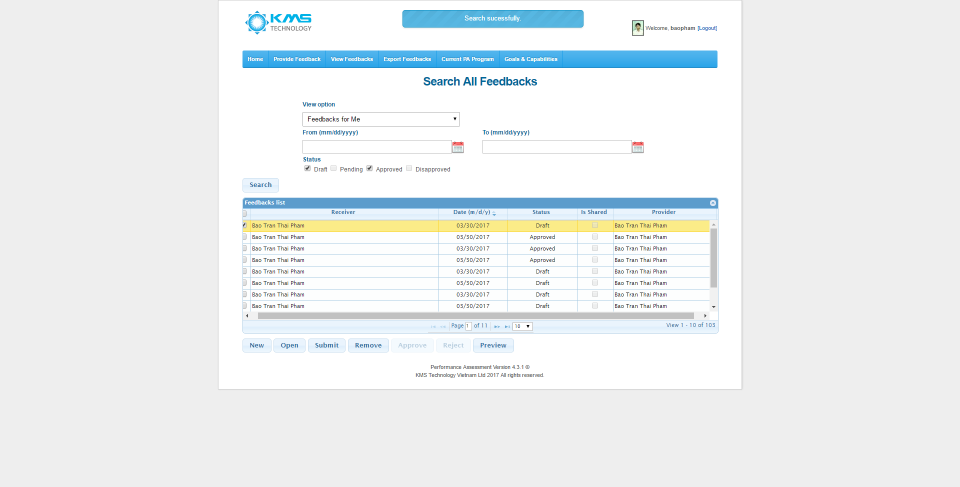 KMS
TECHNOLOGY
Search sucessfully.
Welcome, baopham [Logout]
Home Provide Feedback View Feedbacks Export Feedbacks Current PA Program Goals & Capabilities
Search All Feedbacks
View option
Feedbacks for Me
From (mm/dd/yyyy) To (mm/dd/yyyy)
Status
Draft Pending Approved Disapproved
Search
Feedbacks list
Receiver Date (m/d/y) Status Is Shared Provider
Bao Tran Thai Pham 03/30/2017 Draft Bao Tran Thai Pham
Bao Tran Thai Pham 03/30/2017 Approved Bao Tran Thai Pham
Bao Tran Thai Pham 03/30/2017 Approved Bao Tran Thai Pham
Bao Tran Thai Pham 03/30/2017 Approved Bao Tran Thai Pham
Bao Tran Thai Pham 03/30/2017 Draft Bao Tran Thai Pham
Bao Tran Thai Pham 03/30/2017 Draft Bao Tran Thai Pham
Bao Tran Thai Pham 03/30/2017 Draft Bao Tran Thai Pham
Bao Tran Thai Pham 03/30/2017 Draft Bao Tran Thai Pham
Page 1 of 11 10 View 1 - 10 of 103
New Open Submit Remove Approve Reject Preview
Performance Assessment Version 4.3.1 ®
KMS Technology Vietnam Ltd 2017 All rights reserved.